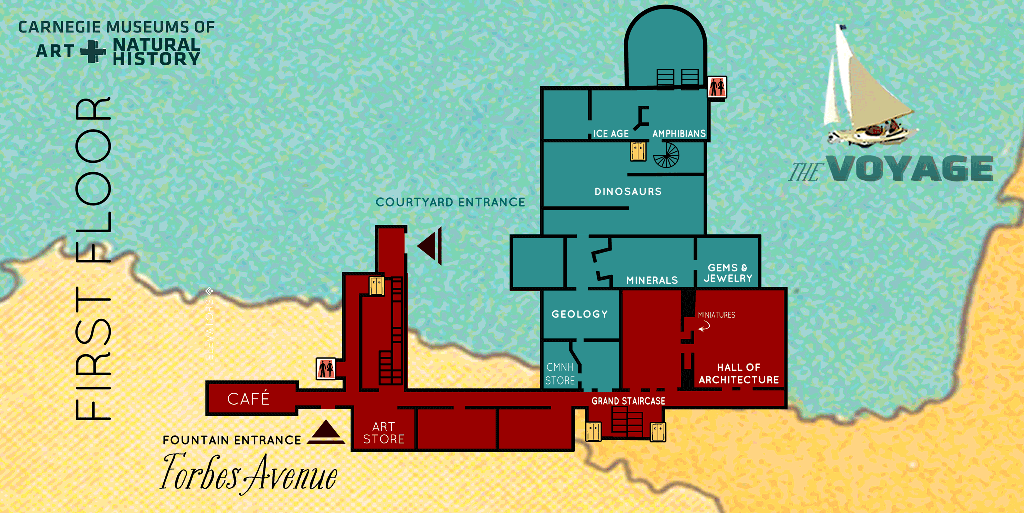 CARNEGIE MUSEUMS OF
ART + NATURAL
HISTORY
FIRST FLOOR
THE VOYAGE
ICE AGE
AMPHIBIANS
DINOSAURS
COURTYARD ENTRANCE
MINERALS
GEMS &
JEWELRY
GEOLOGY
MINIATURES
CMNH
STORE
HALL OF
ARCHITECTURE
GRAND STAIRCASE
CAFÉ
ART
STORE
FOUNTAIN ENTRANCE
Forbes Avenue